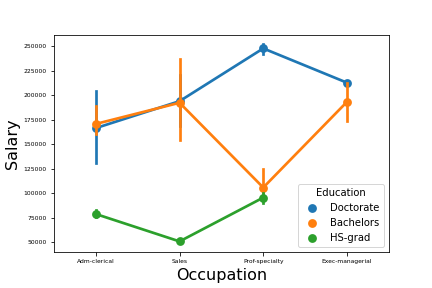 250000
225000
200000
175000
150000
125000
100000
75000
50000
Salary
Adm-clerical Sales Prof-specialty Exec-managerial
Occupation
Education
Doctorate
Bachelors
HS-grad